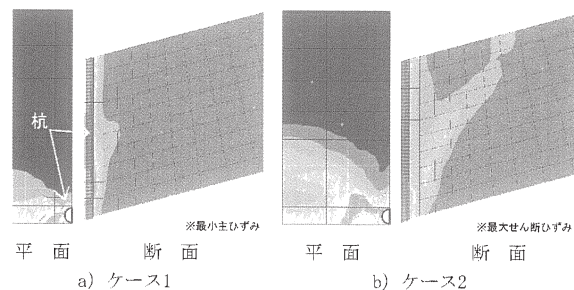 杭
※最小主ひずみ
※最大せん断ひずみ
平 面 断 面
平 面 断 面
a) ケース1
b) ケース2